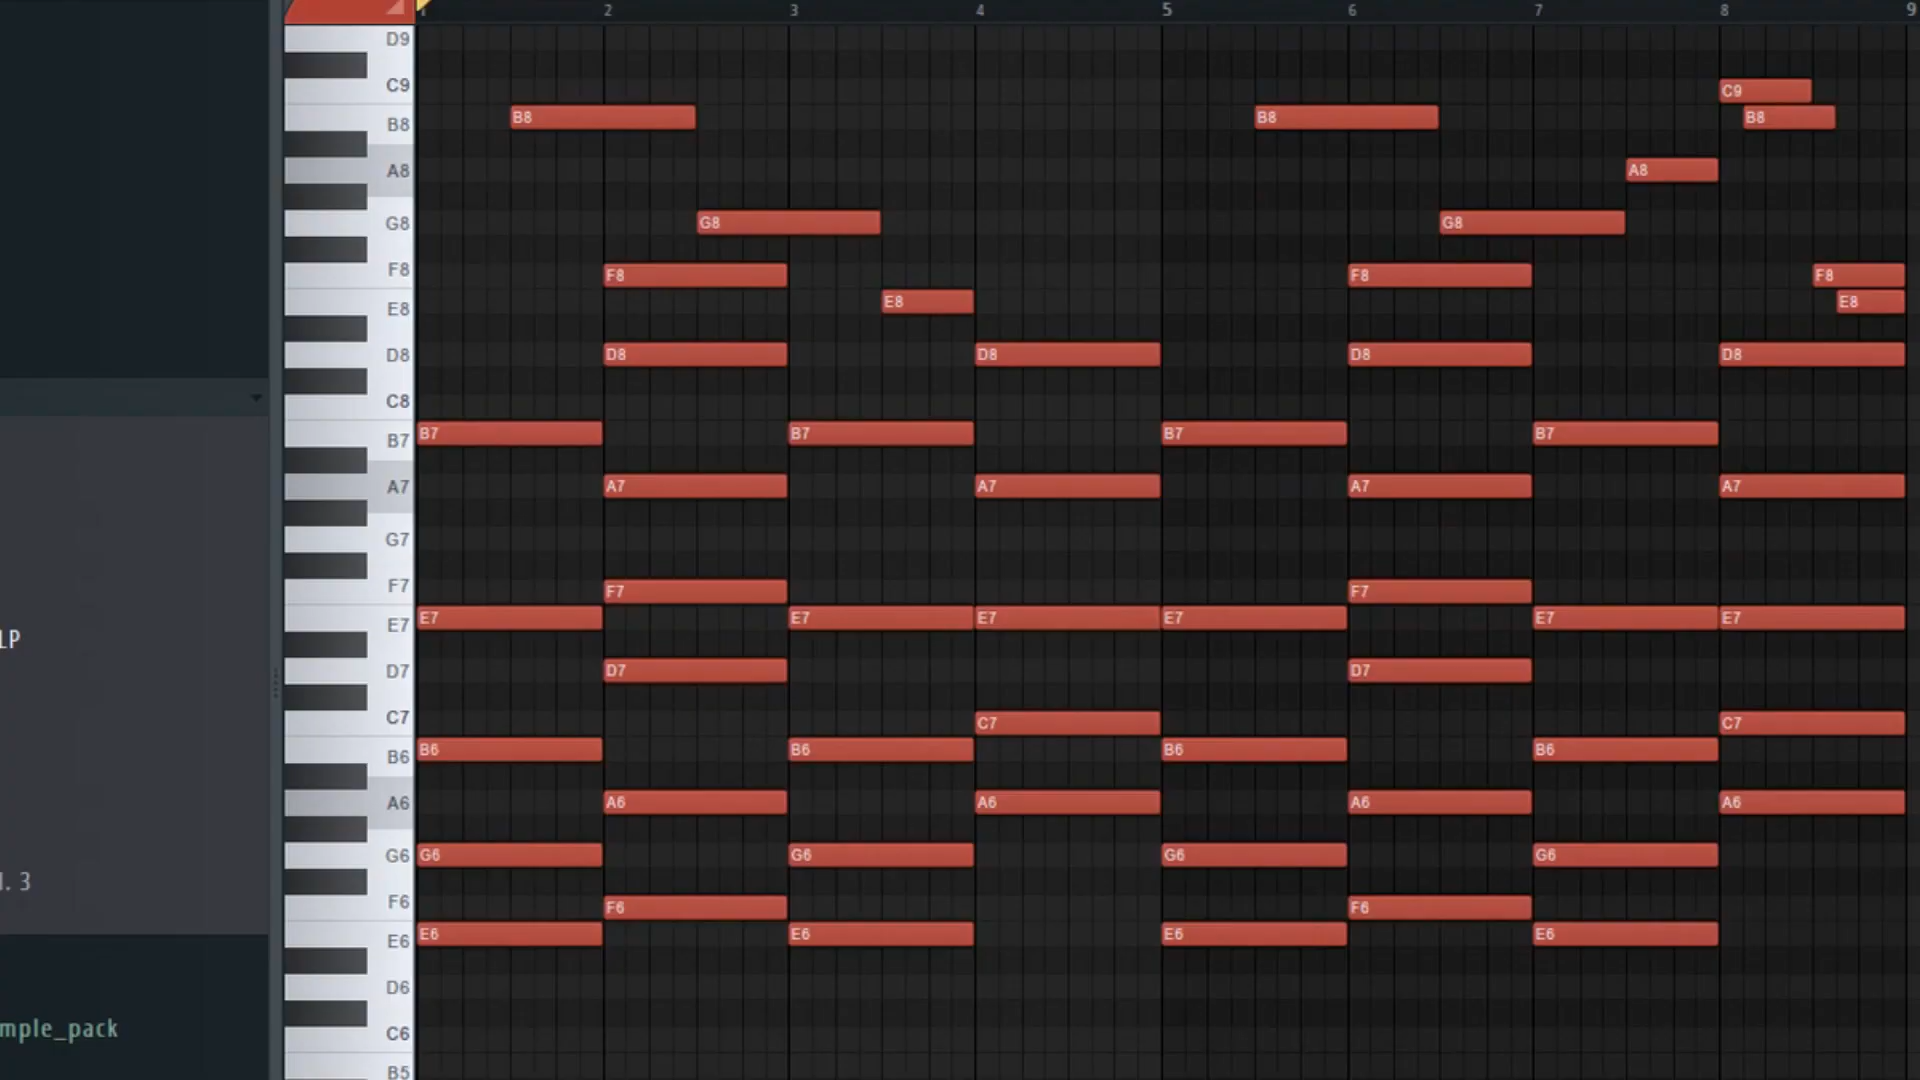 1 2 3 4 5 6 7 8 9
D9
C9 C9
B8 B8 B8 B8
A8 A8
G8 G8 G8
F8 F8 F8 F8
E8 E8 E8
D8 D8 D8 D8 D8
C8
B7 B7 B7 B7 B7
A7 A7 A7 A7 A7
G7
F7 F7 F7
E7 E7 E7 E7 E7 E7 E7
LP
D7 D7 D7
C7 C7 C7
B6 B6 B6 B6 B6
A6 A6 A6 A6 A6
G6 G6 G6 G6 G6
l. 3
F6 F6 F6
E6 E6 E6 E6 E6
D6
mple_pack
C6
B5